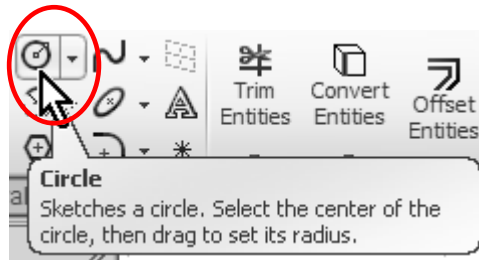 Trim
Entities
Convert
Entities
Offset
Entities
Circle
Sketches a circle. Select the center of the
circle, then drag to set its radius.